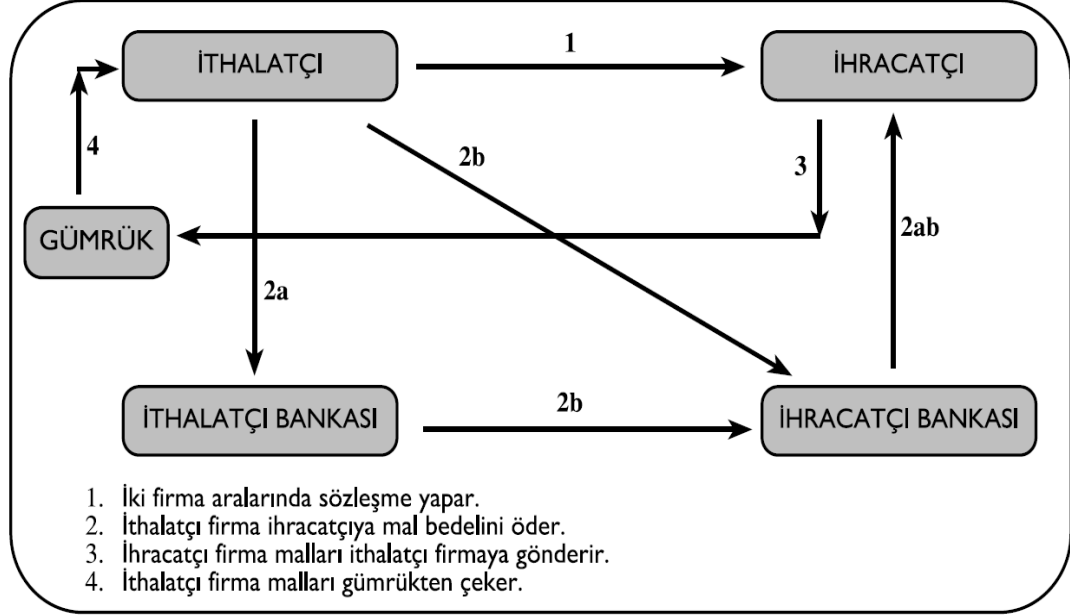 İTHALATÇI
1
İHRACATÇI
4
2b
3
GÜMRÜK
2ab
2a
İTHALATÇI BANKASI
2b
İHRACATÇI BANKASI
1. İki firma aralarında sözleşme yapar.
2. İthalatçı firma ihracatçıya mal bedelini öder.
3. İhracatçı firma malları ithalatçı firmaya gönderir.
4. İthalatçı firma malları gümrükten çeker.